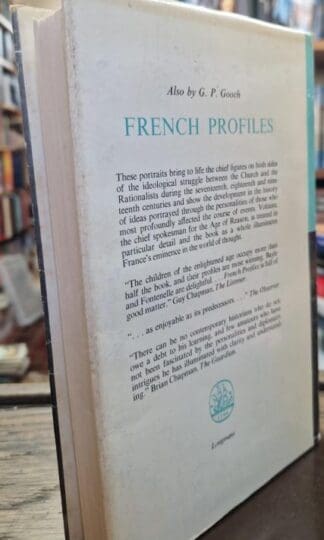 Also by G. P. Gooch
FRENCH PROFILES
These portraits bring to life the chief figures on both sides
of the ideological struggle between the Church and the
Rationalists during the seventeenth, eighteenth and nine-
teenth centuries and show the development in the history
of ideas portrayed through the personalities of those who
most profoundly affected the course of events. Voltaire,
the chief spokesman for the Age of Reason, is treated in
particular detail and the book as a whole illuminates
France's eminence in the world of thought.
"The children of the enlightened age occupy more than
half the book, and their profiles are most winning. Bayle
and Fontenelle are delightful . . . French Profiles is full of
good matter." Guy Chapman, The Listener
". . . as enjoyable as its predecessors. . ." The Observer
"There can be no contemporary historians who do not
owe a debt to his learning, and few amateurs who have
not been fascinated by the personalities and diplomatic
intrigues he has illuminated with clarity and understand-
ing." Brian Chapman, The Guardian.
Longmans